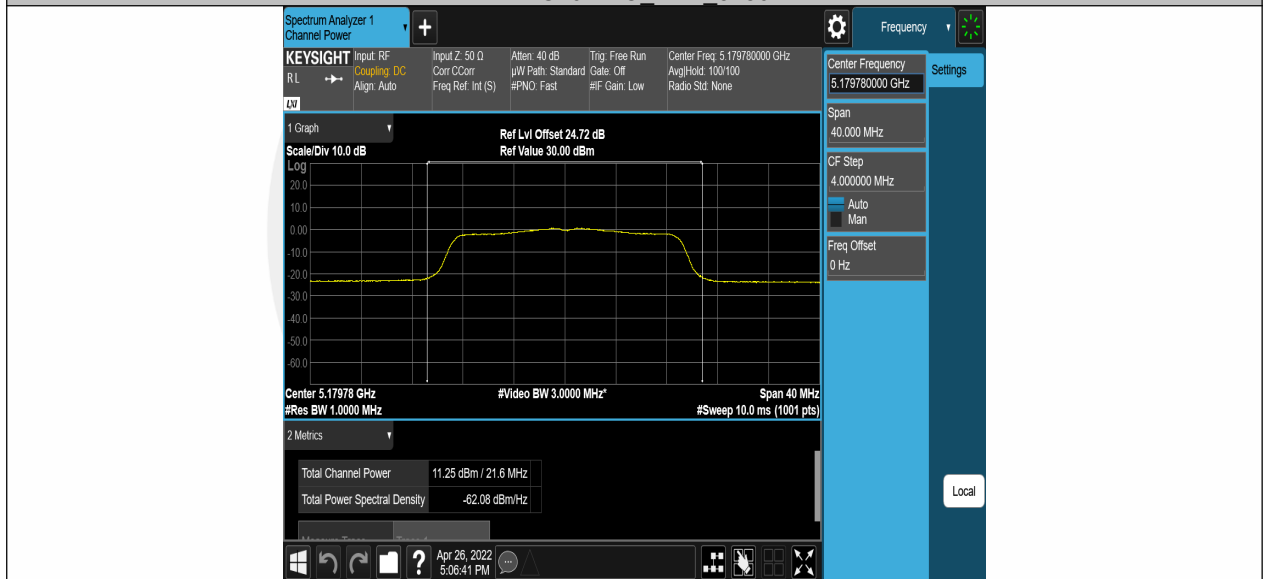 Spectrum Analyzer 1
Channel Power
+
Frequency
KEYSIGHT
RL
LXI
Input: RF
Coupling: DC
Align: Auto
Input Z: 50 Ω
Corr CCorr
Freq Ref: Int (S)
Atten: 40 dB
µW Path: Standard
#PNO: Fast
Trig: Free Run
Gate: Off
#IF Gain: Low
Center Freq: 5.179780000 GHz
Avg|Hold: 100/100
Radio Std: None
Center Frequency
5.179780000 GHz
Settings
Span
40.000 MHz
CF Step
4.000000 MHz
Auto
Man
Freq Offset
0 Hz
Local
1 Graph
Scale/Div 10.0 dB
Ref Lvl Offset 24.72 dB
Ref Value 30.00 dBm
Log
20.0
10.0
0.00
-10.0
-20.0
-30.0
-40.0
-50.0
-60.0
Center 5.17978 GHz
#Video BW 3.0000 MHz*
Span 40 MHz
#Res BW 1.0000 MHz
#Sweep 10.0 ms (1001 pts)
2 Metrics
Total Channel Power 11.25 dBm / 21.6 MHz
Total Power Spectral Density -62.08 dBm/Hz
?
Apr 26, 2022
5:06:41 PM